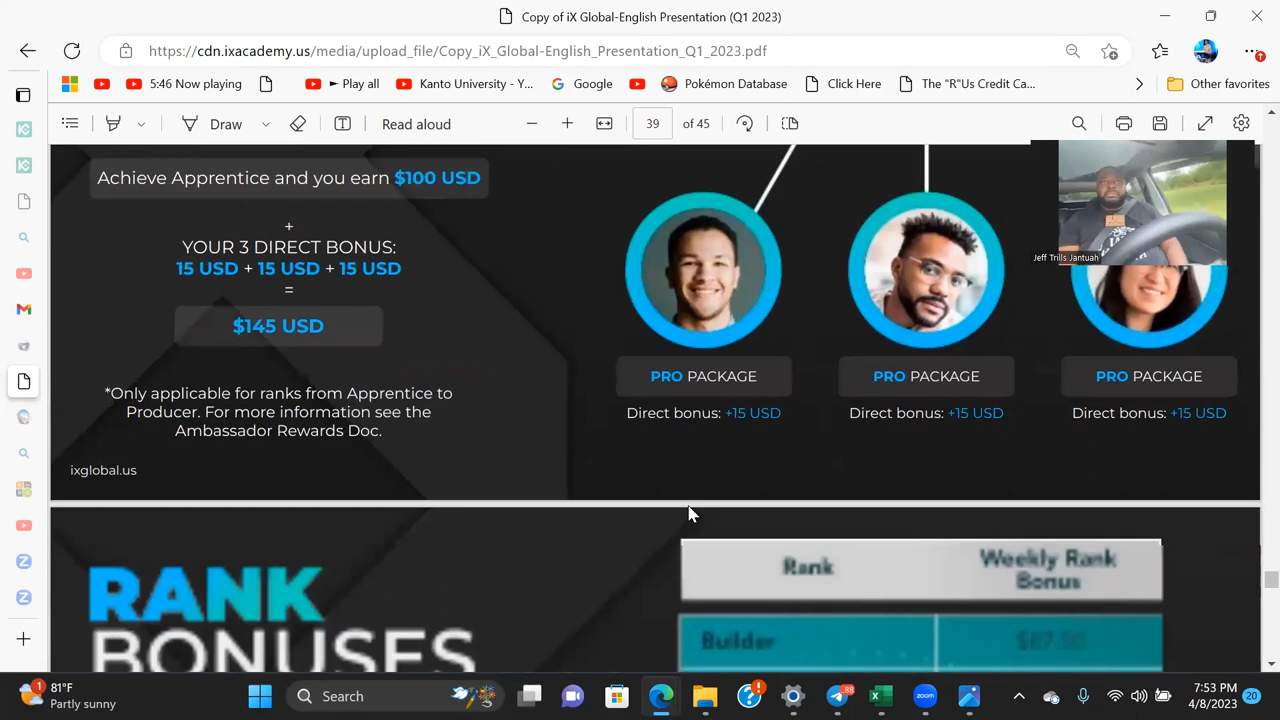 Copy of iX Global-English Presentation (Q1 2023)
https://cdn.ixacademy.us/media/upload_file/Copy_iX_Global-English_Presentation_Q1_2023.pdf
5:46 Now playing
► Play all
Kanto University - Y...
Google
Pokémon Database
Click Here
The "R"Us Credit Ca...
Other favorites
Draw
Read aloud
39 of 45
Achieve Apprentice and you earn $100 USD
+
YOUR 3 DIRECT BONUS:
15 USD + 15 USD + 15 USD
=
$145 USD
*Only applicable for ranks from Apprentice to
Producer. For more information see the
Ambassador Rewards Doc.
ixglobal.us
Jeff Trills Jantuah
PRO PACKAGE
Direct bonus: +15 USD
PRO PACKAGE
Direct bonus: +15 USD
PRO PACKAGE
Direct bonus: +15 USD
RANK
BONUSES
Rank
Weekly Rank
Bonus
Builder
$87.50
1
81°F
Partly sunny
Search
88
7:53 PM
4/8/2023
20